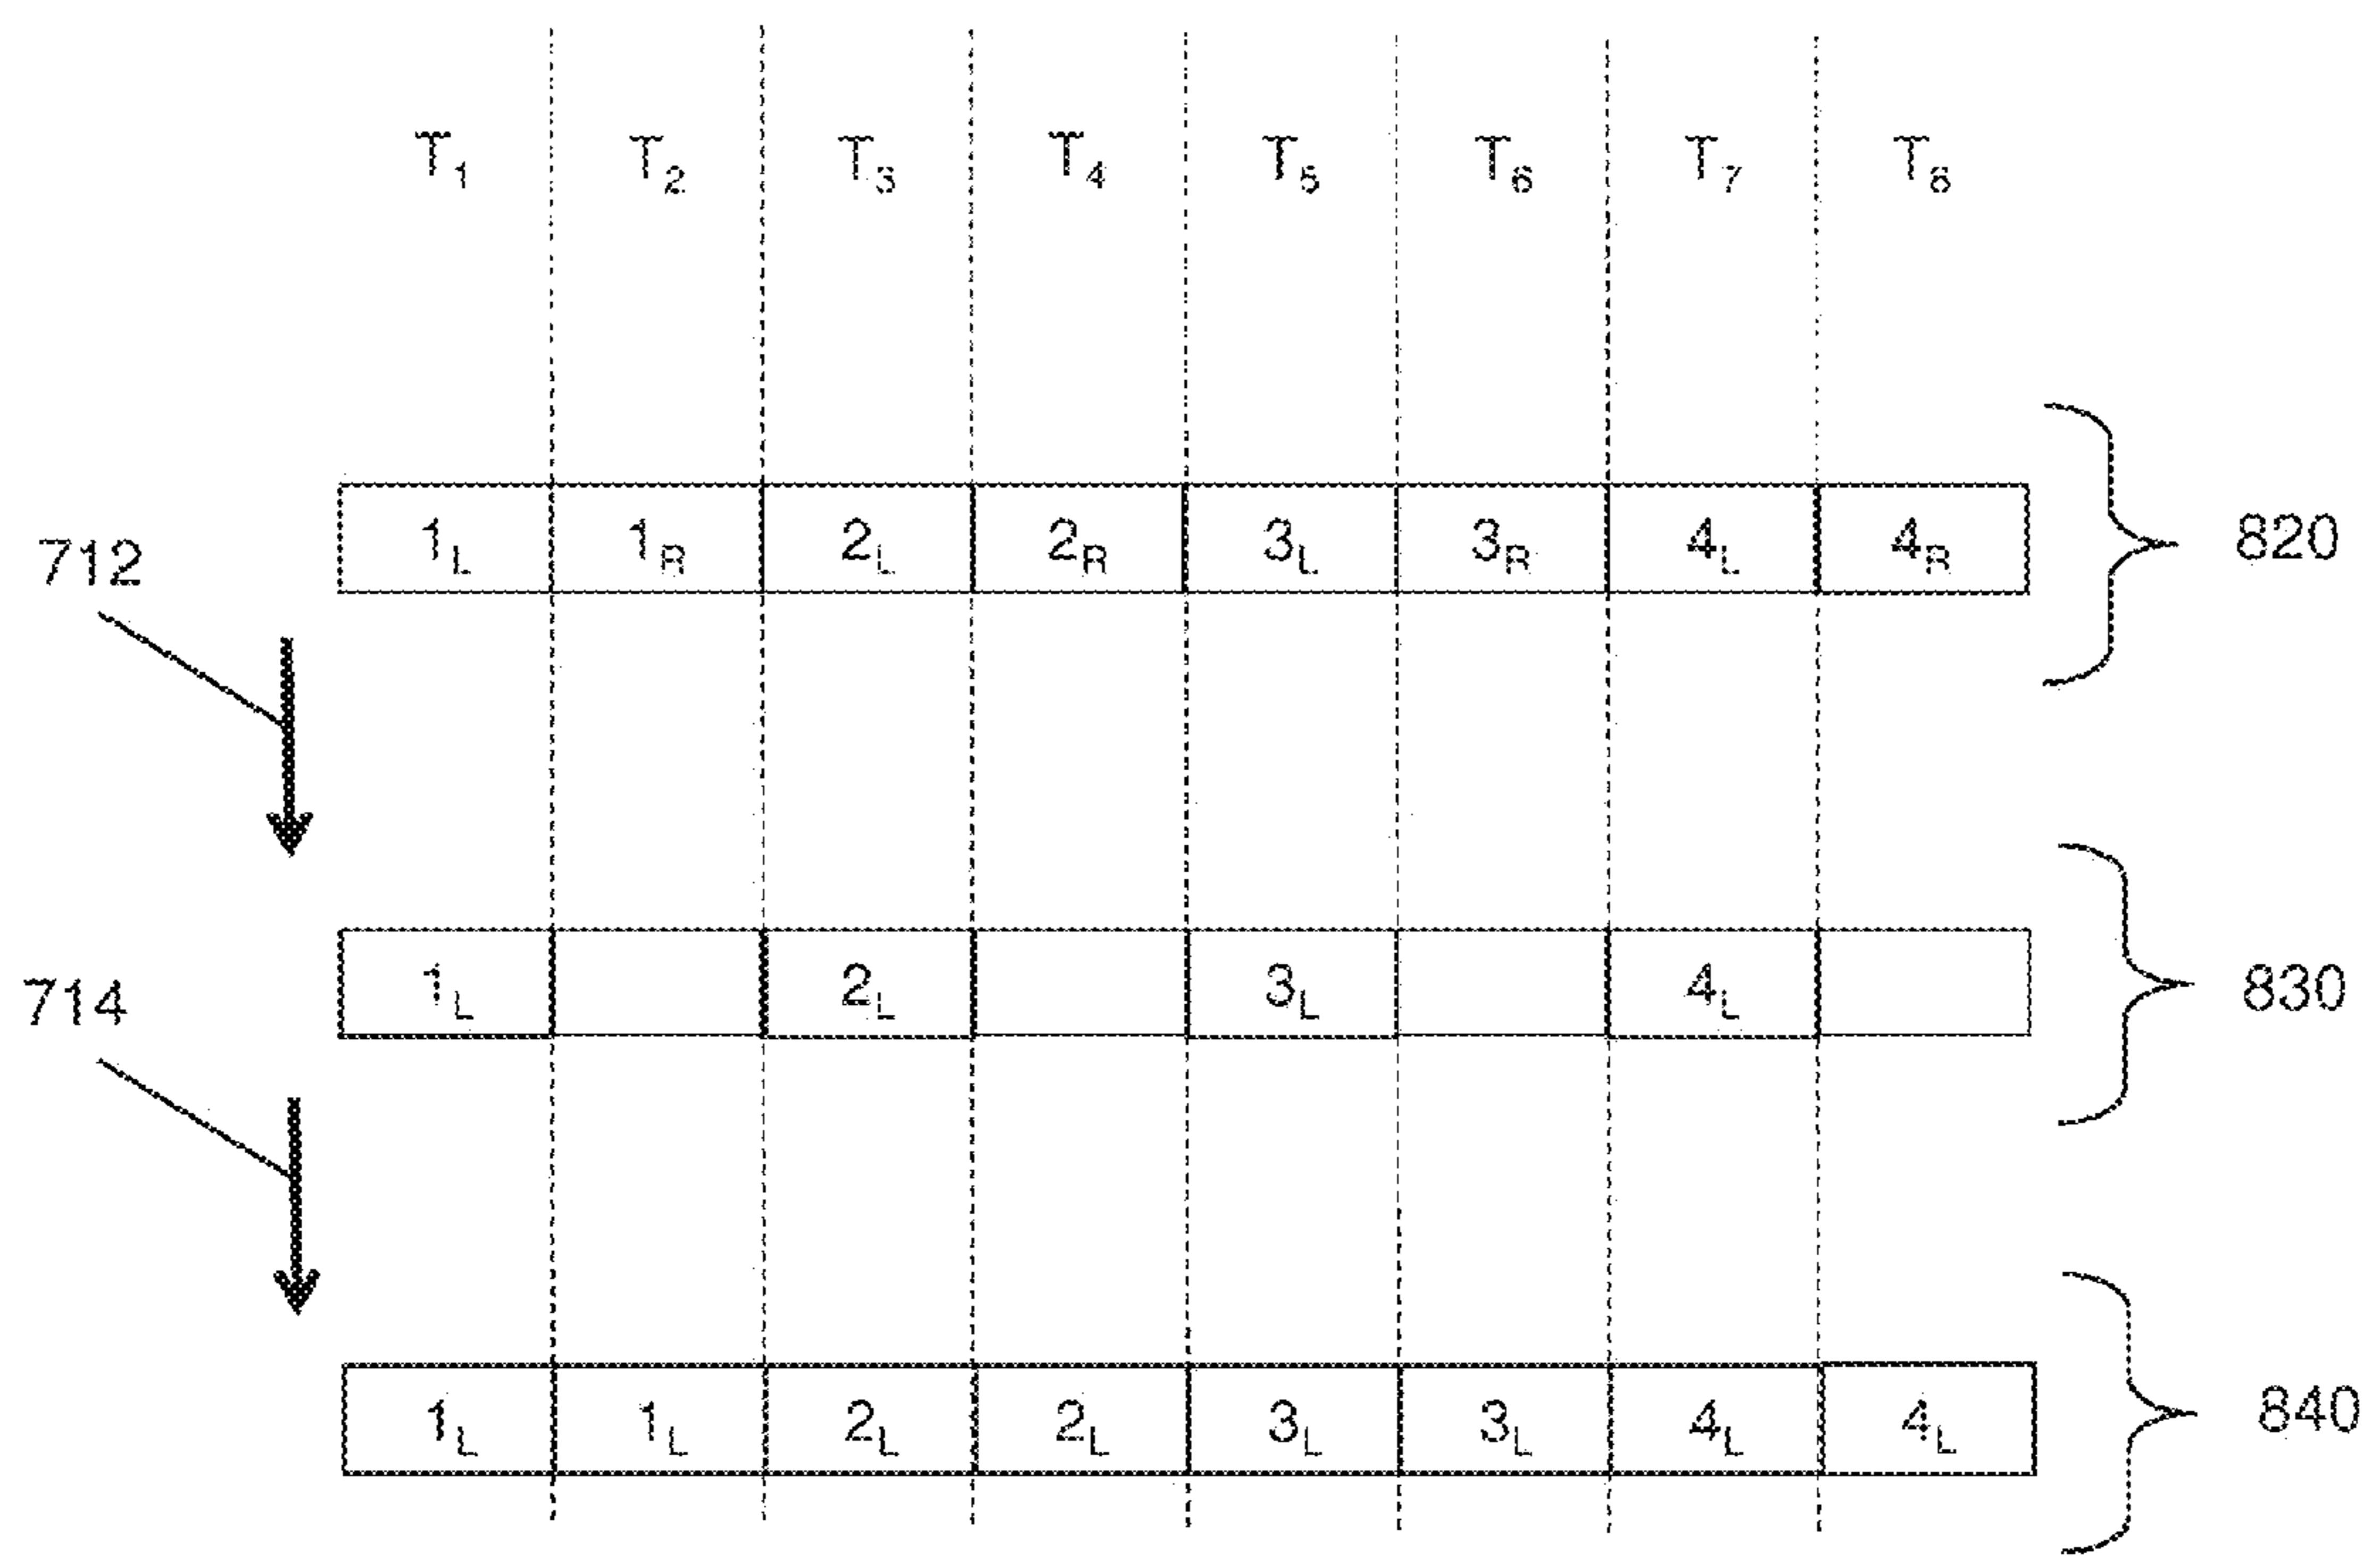 T1 T2 T3 T4 T5 T6 T7 T8
1L 1R 2L 2R 3L 3R 4L 4R 820
712
1L 2L 3L 4L 830
714
1L 1L 2L 2L 3L 3L 4L 4L 840